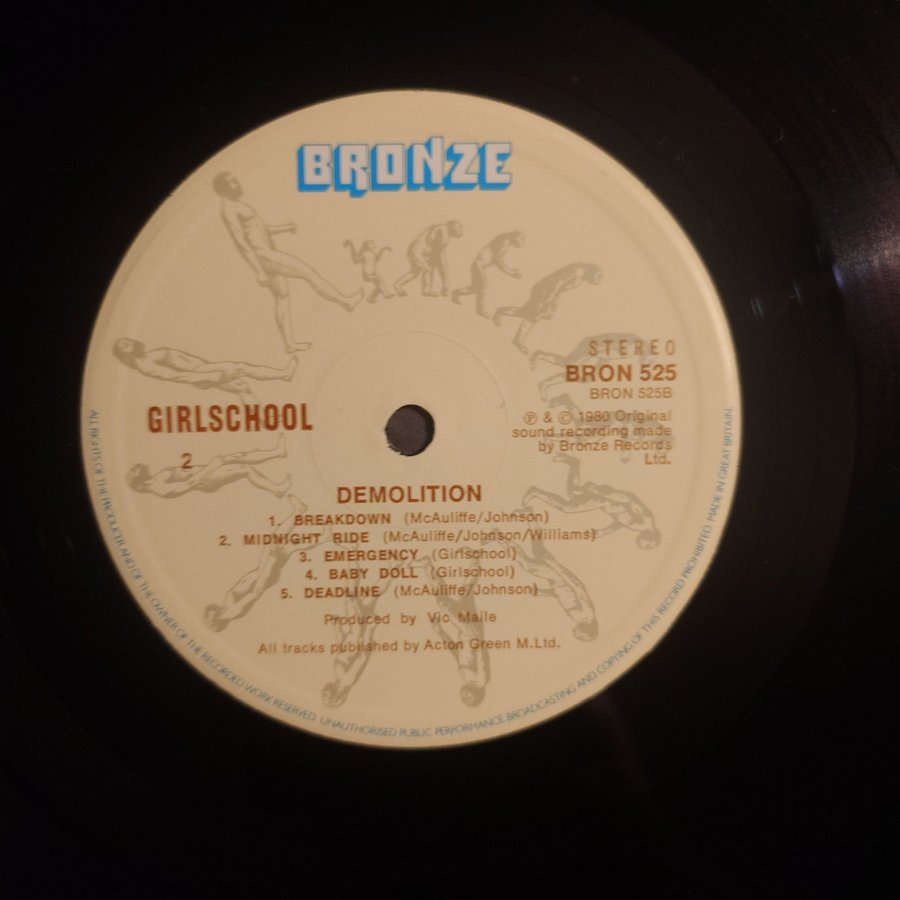 BRONZE
STEREO
BRON 525
BRON 525B
Ⓟ & © 1980 Original
sound recording made
by Bronze Records
Ltd.
GIRLSCHOOL
2
DEMOLITION
1. BREAKDOWN (McAuliffe/Johnson)
2. MIDNIGHT RIDE (McAuliffe/Johnson/Williams)
3. EMERGENCY (Girlschool)
4. BABY DOLL (Girlschool)
5. DEADLINE (McAuliffe/Johnson)
Produced by Vic Maile
All tracks published by Acton Green M.Ltd.
ALL RIGHTS OF THE PRODUCER AND OF THE OWNER OF THE RECORDED WORK RESERVED. UNAUTHORISED PUBLIC PERFORMANCE, BROADCASTING AND COPYING OF THIS RECORD PROHIBITED. MADE IN GREAT BRITAIN.